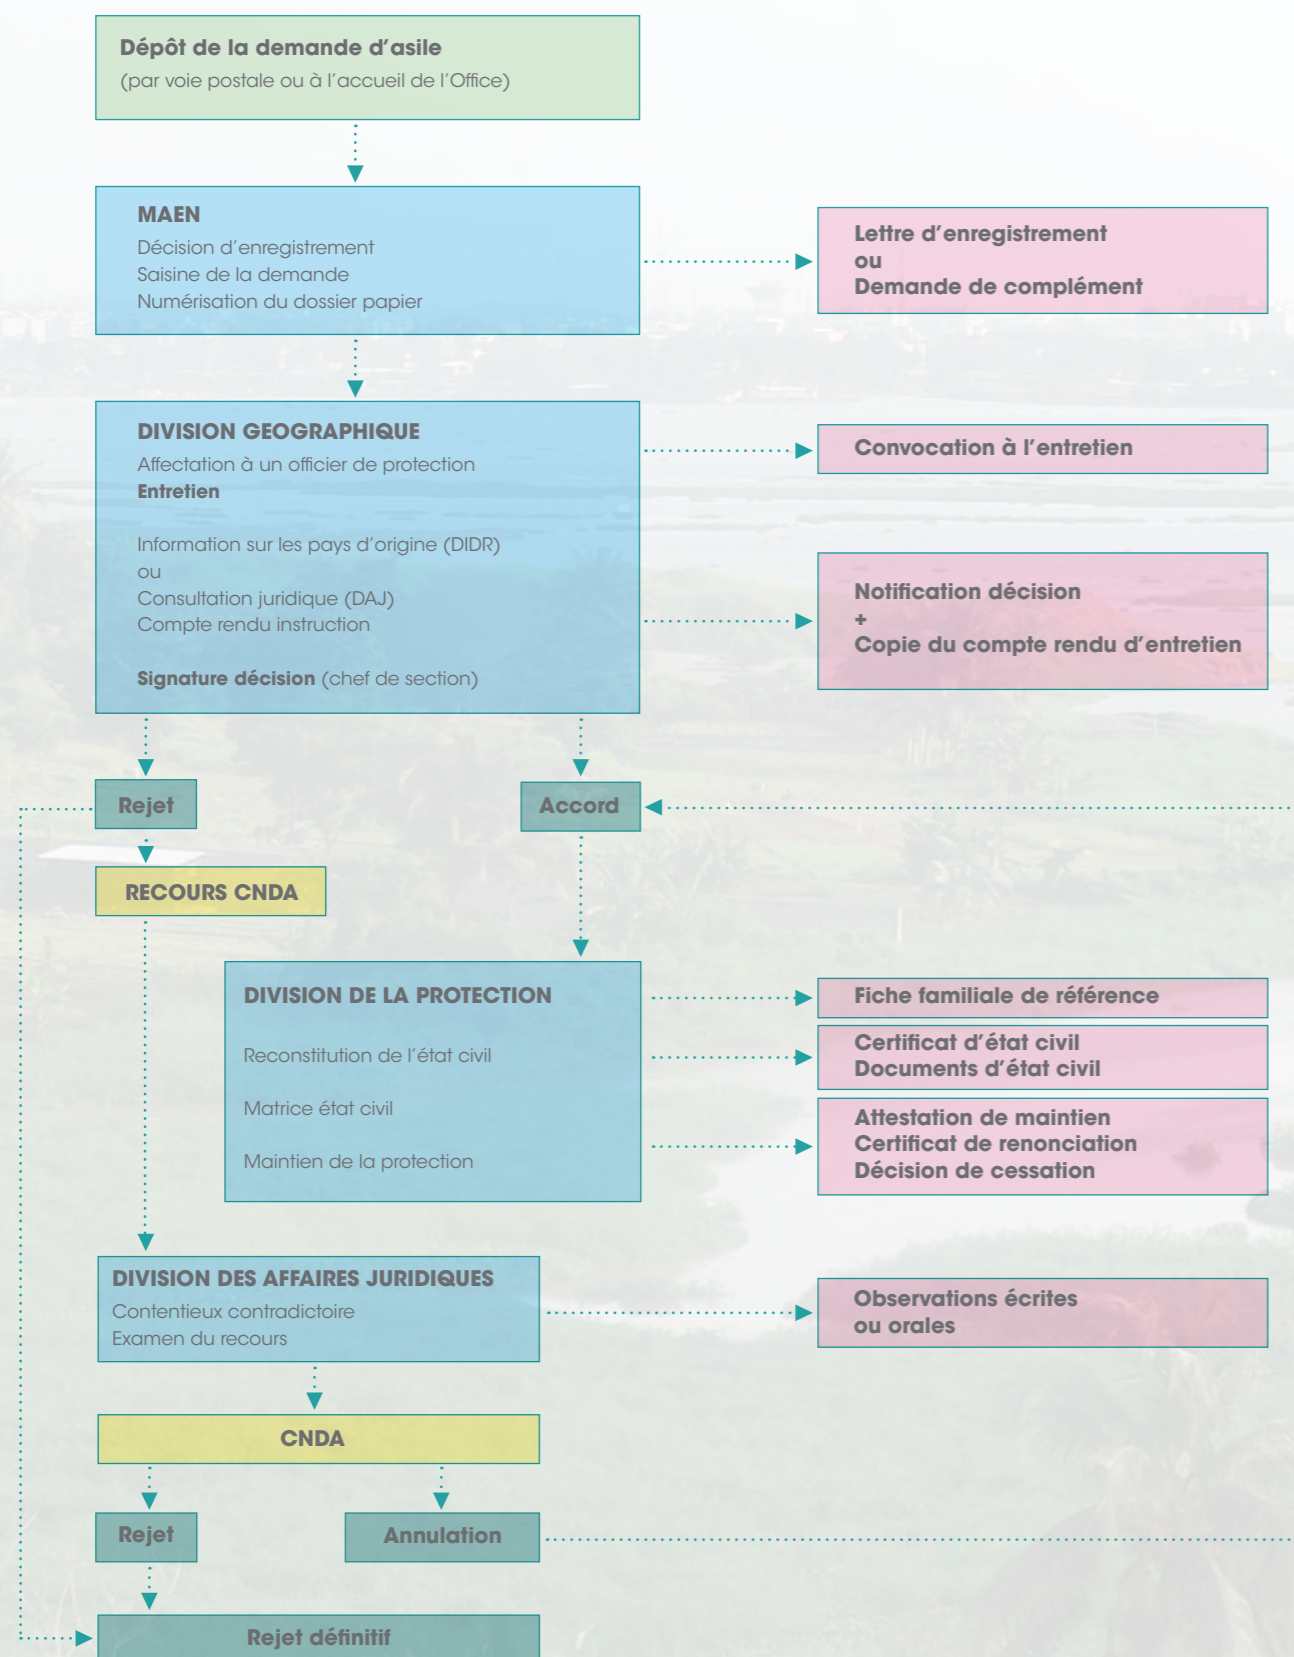 Dépôt de la demande d'asile
(par voie postale ou à l'accueil de l'Office)
MAEN
Décision d'enregistrement
Saisine de la demande
Numérisation du dossier papier
Lettre d'enregistrement
ou
Demande de complément
DIVISION GEOGRAPHIQUE
Affectation à un officier de protection
Entretien
Information sur les pays d'origine (DIDR)
ou
Consultation juridique (DAJ)
Compte rendu instruction
Signature décision (chef de section)
Convocation à l'entretien
Notification décision
+
Copie du compte rendu d'entretien
Rejet
Accord
RECOURS CNDA
DIVISION DE LA PROTECTION
Reconstitution de l'état civil
Matrice état civil
Maintien de la protection
Fiche familiale de référence
Certificat d'état civil
Documents d'état civil
Attestation de maintien
Certificat de renonciation
Décision de cessation
DIVISION DES AFFAIRES JURIDIQUES
Contentieux contradictoire
Examen du recours
Observations écrites
ou orales
CNDA
Rejet
Annulation
Rejet définitif